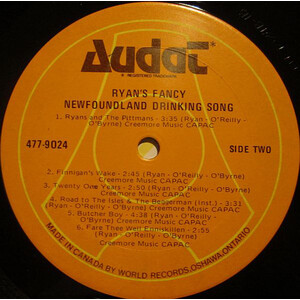 Audat
® REGISTERED TRADEMARK
RYAN'S FANCY
NEWFOUNDLAND DRINKING SONG
1. Ryans and The Pittmans - 3:35 (Ryan - O'Reilly -
O'Byrne) Creemore Music CAPAC
477-9024
SIDE TWO
2. Finnigan's Wake - 2:45 (Ryan - O'Reilly - O'Byrne)
Creemore Music CAPAC
3. Twenty One Years - 2:50 (Ryan - O'Reilly - O'Byrne)
Creemore Music CAPAC
4. Road to The Isles & The Boatman (Inst.) - 3:31
(Ryan - O'Reilly - O'Byrne) Creemore Music CAPAC
5. Butcher Boy - 4:38 (Ryan - O'Reilly -
O'Byrne) Creemore Music CAPAC
6. Fare Thee Well Enniskillen - 2:55
(Ryan - O'Reilly - O'Byrne)
Creemore Music CAPAC
MADE IN CANADA BY WORLD RECORDS, OSHAWA, ONTARIO